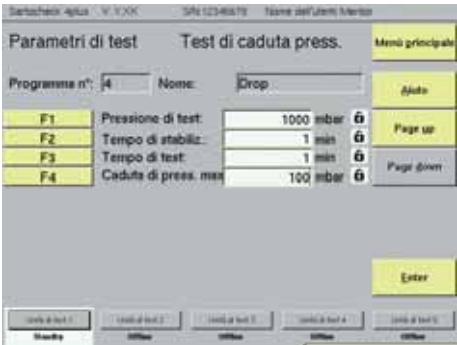 Sartocheck 4plus V. Y.XX S/N:12345678 Nome dell'utente: Mentor
Parametri di test Test di caduta press. Menù principale
Programma n°: 4 Nome: Drop Aiuto
F1 Pressione di test: 1000 mbar Page up
F2 Tempo di stabiliz.: 1 min
F3 Tempo di test: 1 min Page down
F4 Caduta di press. max 100 mbar
Enter
Unità di test 1 Unità di test 2 Unità di test 3 Unità di test 4 Unità di test 5
Standby Offline Offline Offline Offline